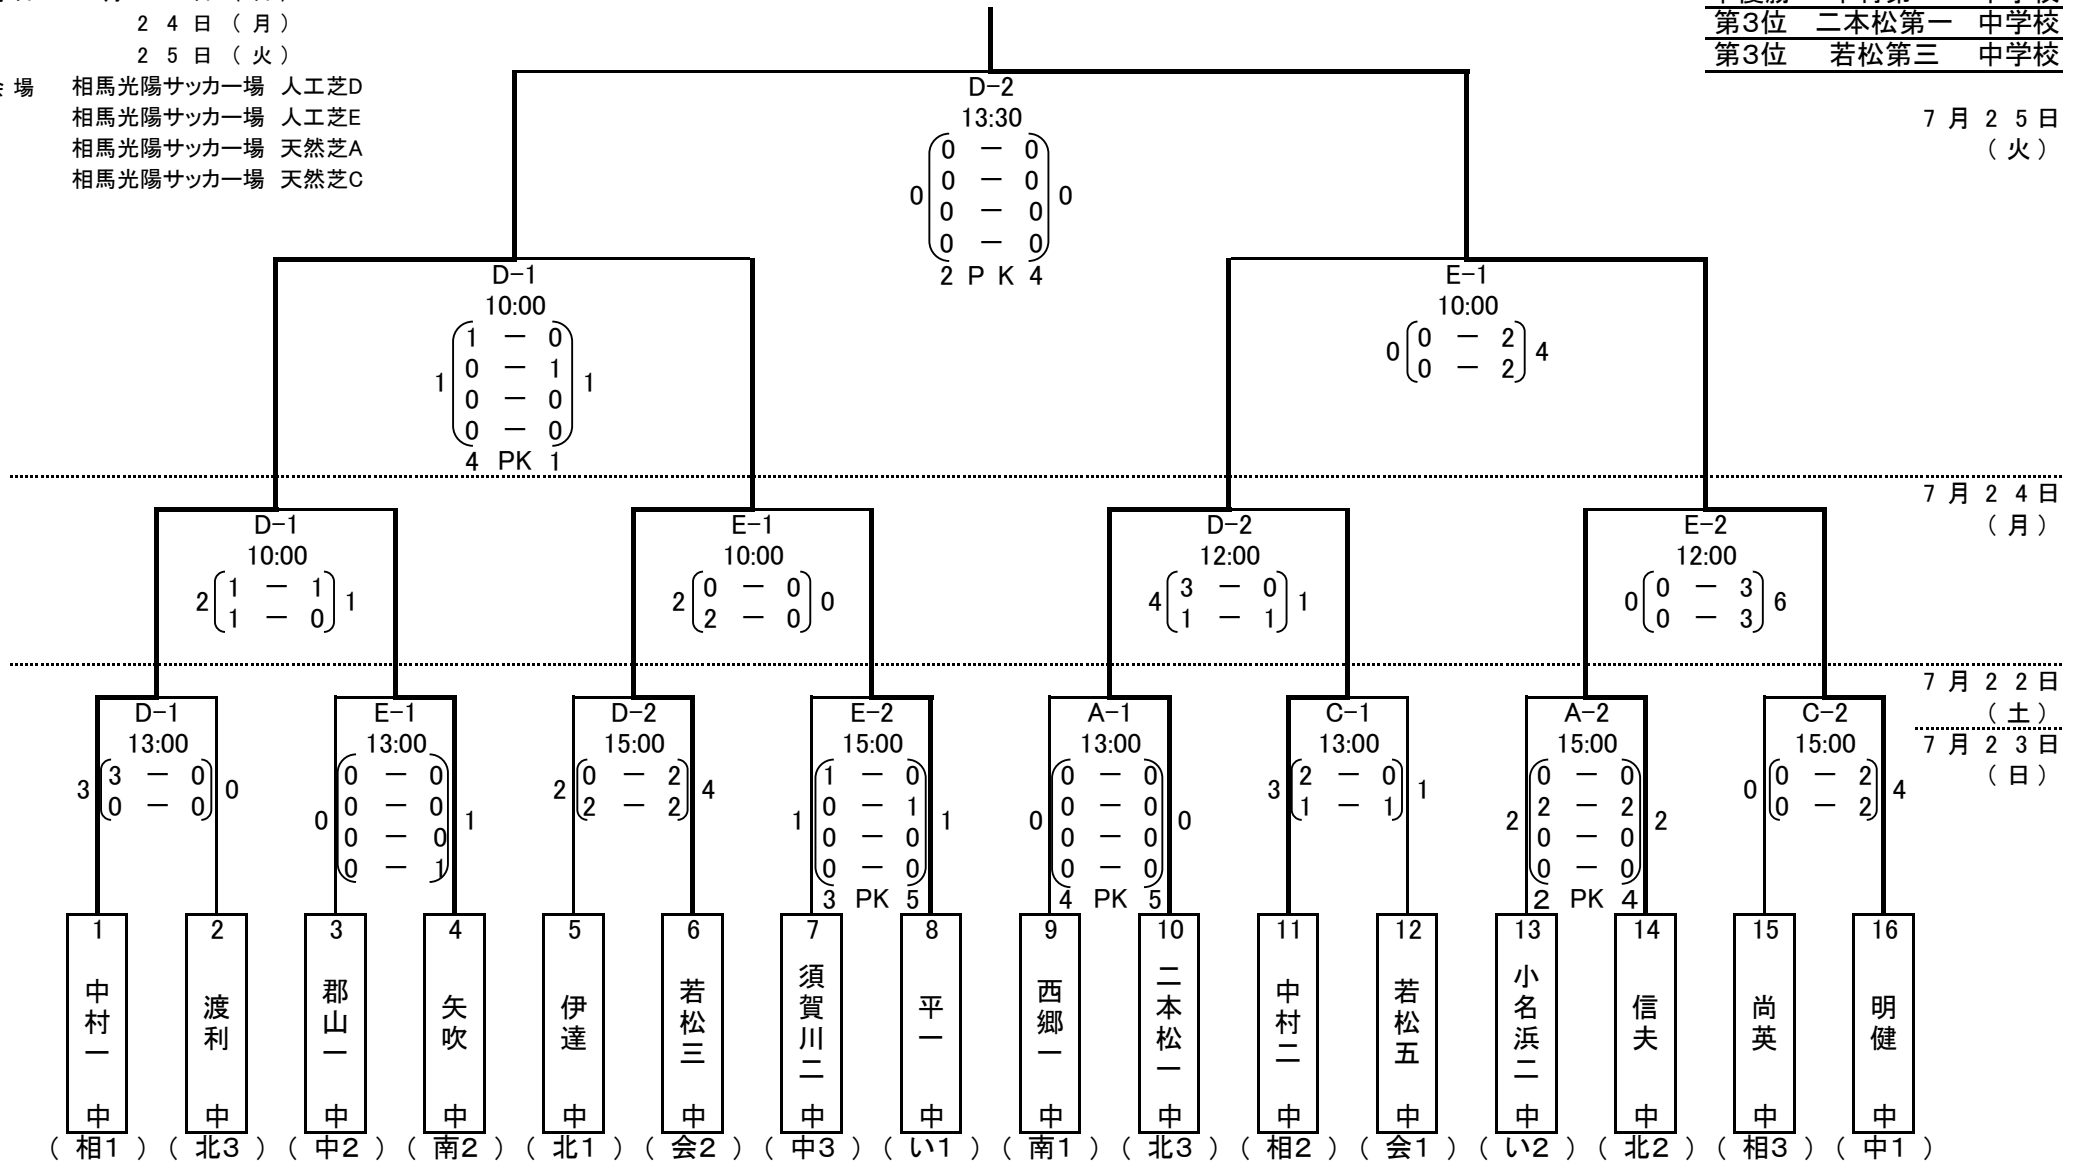 ２４日（月）
２５日（火）
場 相馬光陽サッカー場 人工芝D
相馬光陽サッカー場 人工芝E
相馬光陽サッカー場 天然芝A
相馬光陽サッカー場 天然芝C
第3位 二本松第一 中学校
第3位 若松第三 中学校
７月２５日
（火）
D-2
13:30
0 － 0
0 － 0
0 0 － 0 0
0 － 0
2 P K 4
D-1
10:00
1 － 0
0 － 1
1 0 － 0 1
0 － 0
4 PK 1
E-1
10:00
0 － 2
0 0 － 2 4
７月２４日
（月）
D-1
10:00
1 － 1
2 1 － 0 1
E-1
10:00
0 － 0
2 2 － 0 0
D-2
12:00
3 － 0
4 1 － 1 1
E-2
12:00
0 － 3
0 0 － 3 6
７月２２日
（土）
７月２３日
（日）
D-1
13:00
3 － 0
3 0 － 0 0
E-1
13:00
0 － 0
0 － 0
0 0 － 0 1
0 － 1
D-2
15:00
0 － 2
2 2 － 2 4
E-2
15:00
1 － 0
0 － 1
1 0 － 0 1
0 － 0
3 PK 5
A-1
13:00
0 － 0
0 － 0
0 0 － 0 0
0 － 0
4 PK 5
C-1
13:00
2 － 0
3 1 － 1 1
A-2
15:00
0 － 0
2 － 2
2 0 － 0 2
0 － 0
2 PK 4
C-2
15:00
0 － 2
0 0 － 2 4
1 中村一 中
（相1）
2 渡利 中
（北3）
3 郡山一 中
（中2）
4 矢吹 中
（南2）
5 伊達 中
（北1）
6 若松三 中
（会2）
7 須賀川二 中
（中3）
8 平一 中
（い1）
9 西郷一 中
（南1）
10 二本松一 中
（北3）
11 中村二 中
（相2）
12 若松五 中
（会1）
13 小名浜二 中
（い2）
14 信夫 中
（北2）
15 尚英 中
（相3）
16 明健 中
（中1）